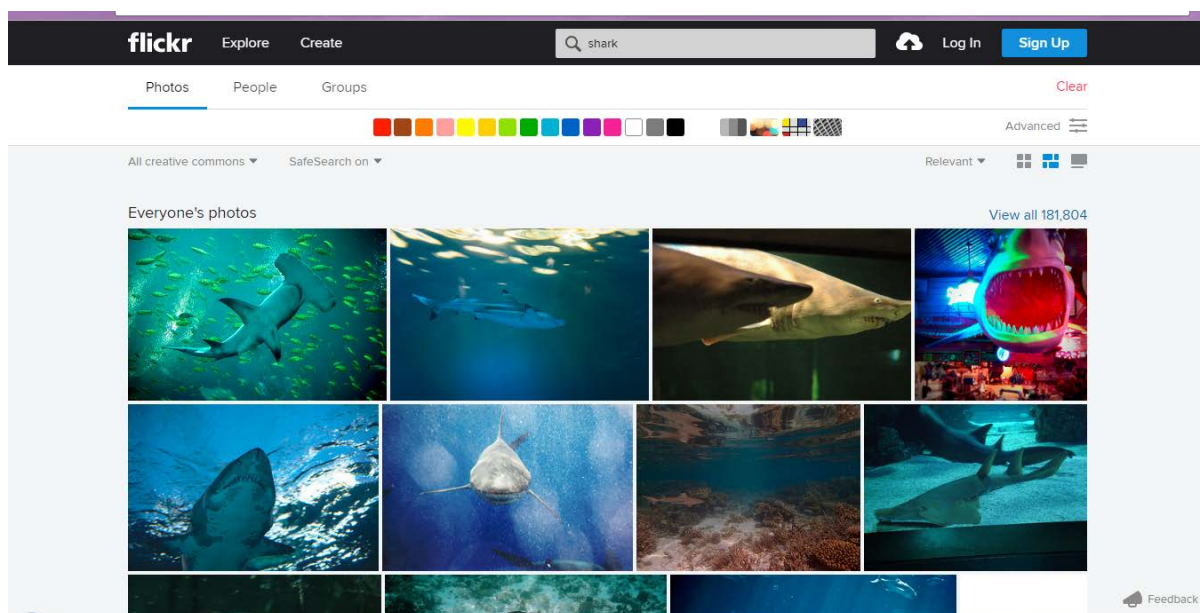 flickr Explore Create shark Log In Sign Up
Photos People Groups Clear
Advanced
All creative commons SafeSearch on Relevant
Everyone's photos View all 181,804
Feedback